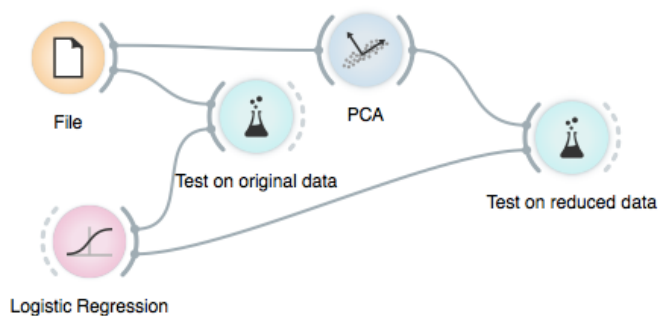 File
PCA
Test on original data
Test on reduced data
Logistic Regression